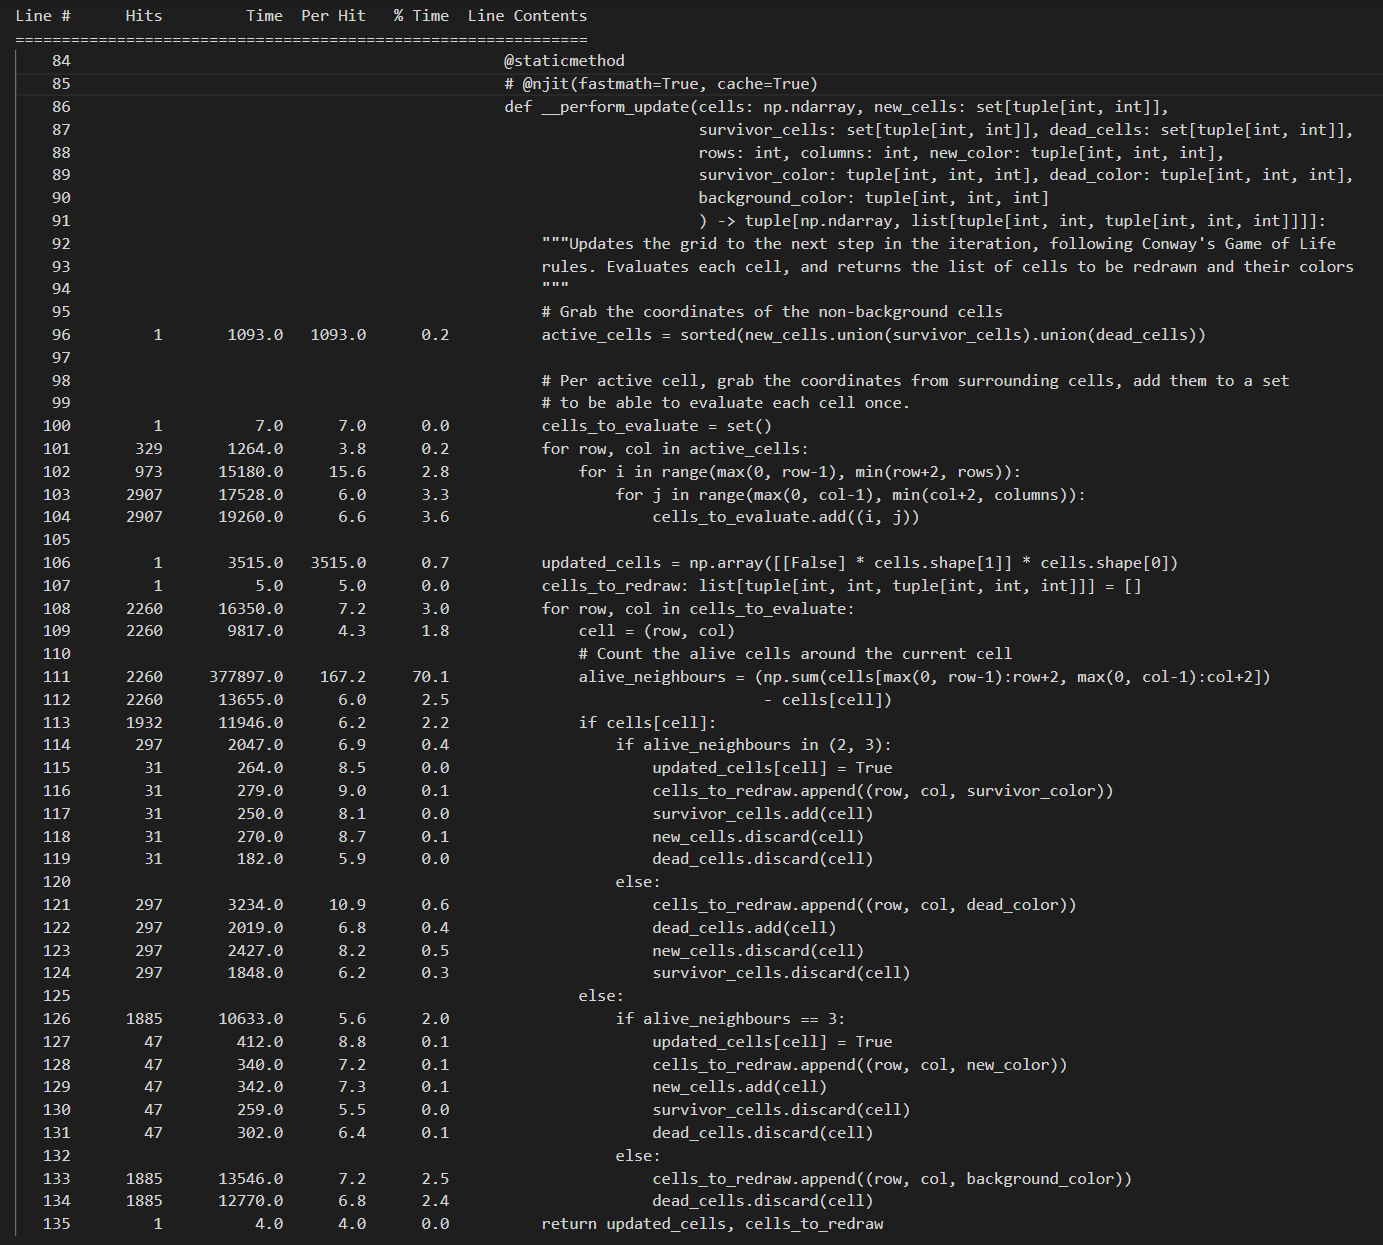 Line #      Hits         Time  Per Hit   % Time  Line Contents
==============================================================
    84                                               @staticmethod
    85                                               # @njit(fastmath=True, cache=True)
    86                                               def __perform_update(cells: np.ndarray, new_cells: set[tuple[int, int]],
    87                                                                    survivor_cells: set[tuple[int, int]], dead_cells: set[tuple[int, int]],
    88                                                                    rows: int, columns: int, new_color: tuple[int, int, int],
    89                                                                    survivor_color: tuple[int, int, int], dead_color: tuple[int, int, int],
    90                                                                    background_color: tuple[int, int, int]
    91                                                                    ) -> tuple[np.ndarray, list[tuple[int, int, tuple[int, int, int]]]]:
    92                                                   """Updates the grid to the next step in the iteration, following Conway's Game of Life
    93                                                   rules. Evaluates each cell, and returns the list of cells to be redrawn and their colors
    94                                                   """
    95                                                   # Grab the coordinates of the non-background cells
    96         1       1093.0   1093.0      0.2          active_cells = sorted(new_cells.union(survivor_cells).union(dead_cells))
    97
    98                                                   # Per active cell, grab the coordinates from surrounding cells, add them to a set
    99                                                   # to be able to evaluate each cell once.
   100         1          7.0      7.0      0.0          cells_to_evaluate = set()
   101       329       1264.0      3.8      0.2          for row, col in active_cells:
   102       973      15180.0     15.6      2.8              for i in range(max(0, row-1), min(row+2, rows)):
   103      2907      17528.0      6.0      3.3                  for j in range(max(0, col-1), min(col+2, columns)):
   104      2907      19260.0      6.6      3.6                      cells_to_evaluate.add((i, j))
   105
   106         1       3515.0   3515.0      0.7          updated_cells = np.array([[False] * cells.shape[1]] * cells.shape[0])
   107         1          5.0      5.0      0.0          cells_to_redraw: list[tuple[int, int, tuple[int, int, int]]] = []
   108      2260      16350.0      7.2      3.0          for row, col in cells_to_evaluate:
   109      2260       9817.0      4.3      1.8              cell = (row, col)
   110                                                       # Count the alive cells around the current cell
   111      2260     377897.0    167.2     70.1              alive_neighbours = (np.sum(cells[max(0, row-1):row+2, max(0, col-1):col+2])
   112      2260      13655.0      6.0      2.5                                  - cells[cell])
   113      1932      11946.0      6.2      2.2              if cells[cell]:
   114       297       2047.0      6.9      0.4                  if alive_neighbours in (2, 3):
   115        31        264.0      8.5      0.0                      updated_cells[cell] = True
   116        31        279.0      9.0      0.1                      cells_to_redraw.append((row, col, survivor_color))
   117        31        250.0      8.1      0.0                      survivor_cells.add(cell)
   118        31        270.0      8.7      0.1                      new_cells.discard(cell)
   119        31        182.0      5.9      0.0                      dead_cells.discard(cell)
   120                                                           else:
   121       297       3234.0     10.9      0.6                      cells_to_redraw.append((row, col, dead_color))
   122       297       2019.0      6.8      0.4                      dead_cells.add(cell)
   123       297       2427.0      8.2      0.5                      new_cells.discard(cell)
   124       297       1848.0      6.2      0.3                      survivor_cells.discard(cell)
   125                                                       else:
   126      1885      10633.0      5.6      2.0                  if alive_neighbours == 3:
   127        47        412.0      8.8      0.1                      updated_cells[cell] = True
   128        47        340.0      7.2      0.1                      cells_to_redraw.append((row, col, new_color))
   129        47        342.0      7.3      0.1                      new_cells.add(cell)
   130        47        259.0      5.5      0.0                      survivor_cells.discard(cell)
   131        47        302.0      6.4      0.1                      dead_cells.discard(cell)
   132                                                           else:
   133      1885      13546.0      7.2      2.5                      cells_to_redraw.append((row, col, background_color))
   134      1885      12770.0      6.8      2.4                      dead_cells.discard(cell)
   135         1          4.0      4.0      0.0          return updated_cells, cells_to_redraw